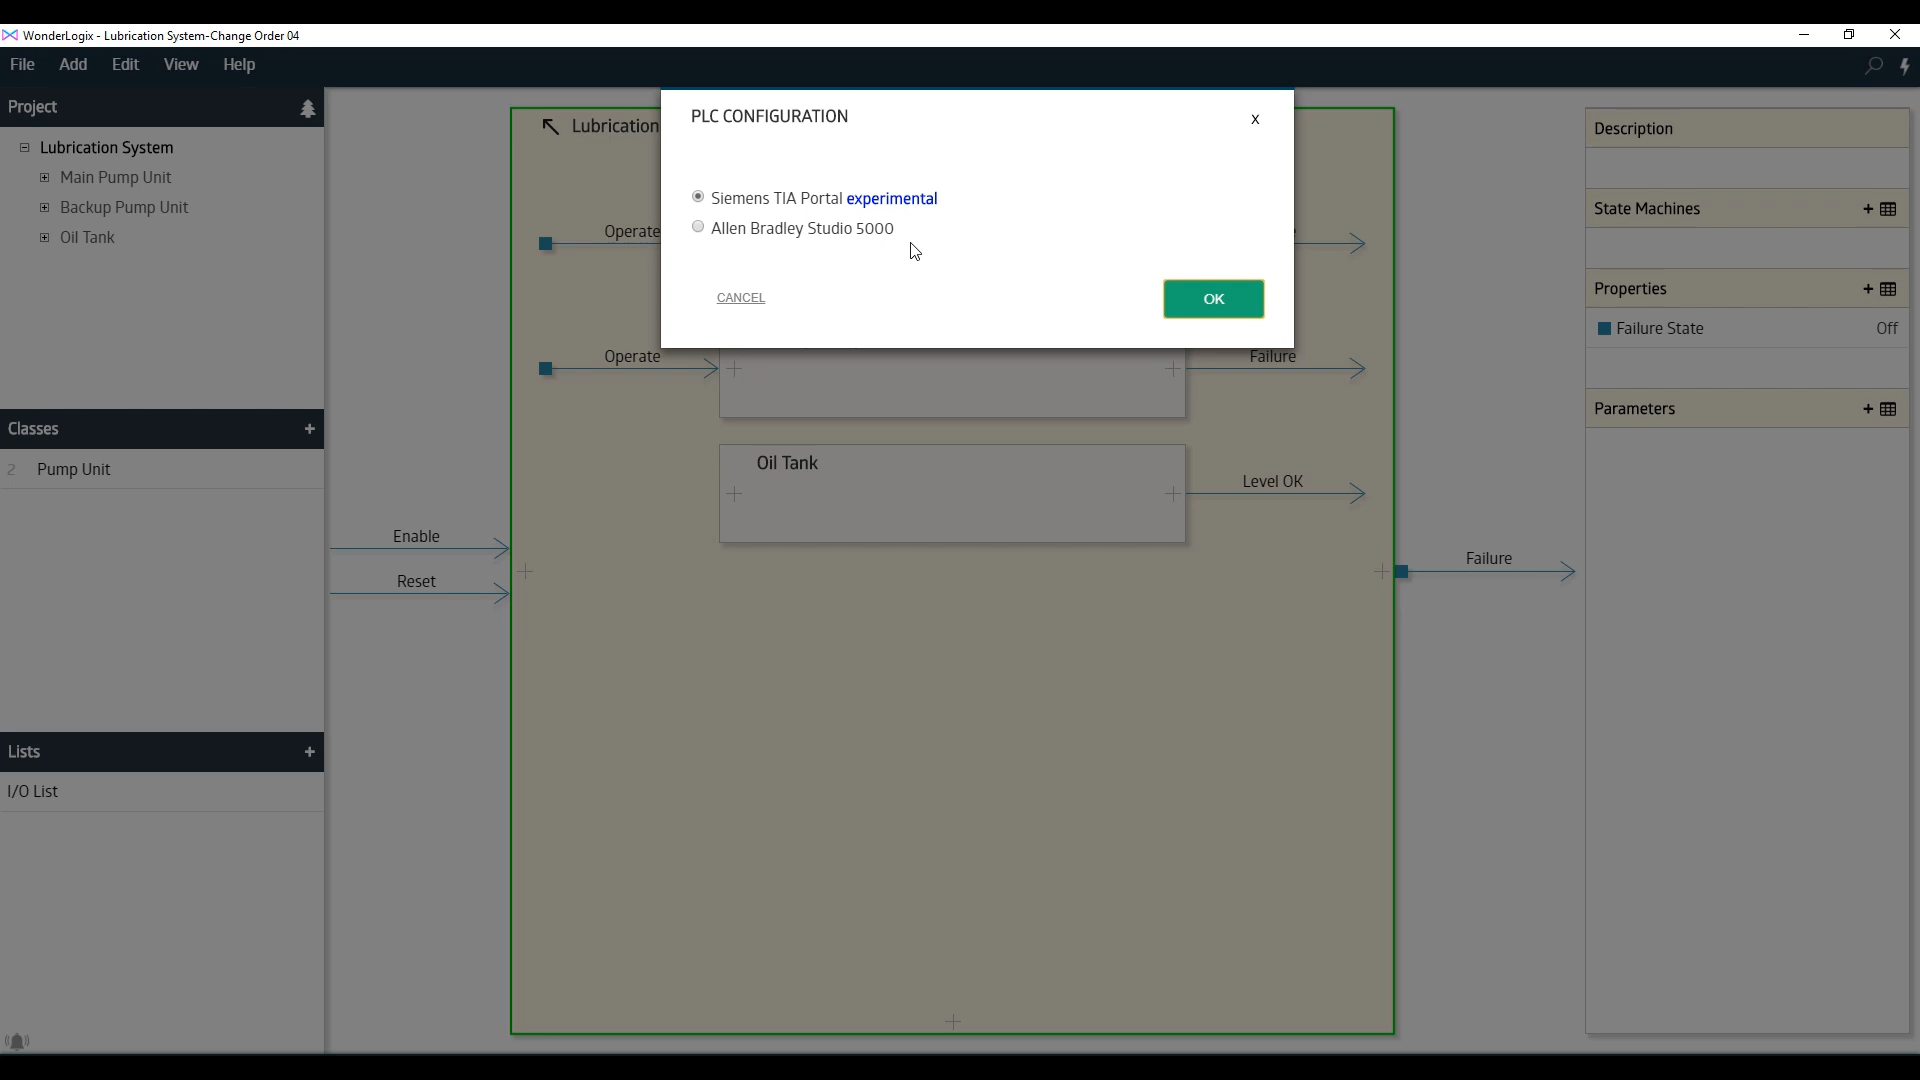 WonderLogix - Lubrication System-Change Order 04
File Add Edit View Help
Project
Lubrication System
Main Pump Unit
Backup Pump Unit
Oil Tank
Classes +
2 Pump Unit
Lists +
I/O List
Lubrication
PLC CONFIGURATION
X
Siemens TIA Portal experimental
Allen Bradley Studio 5000
CANCEL
OK
Operate
Operate
Failure
Oil Tank
Level OK
Enable
Reset
Failure
Description
State Machines +
Properties +
Failure State Off
Parameters +